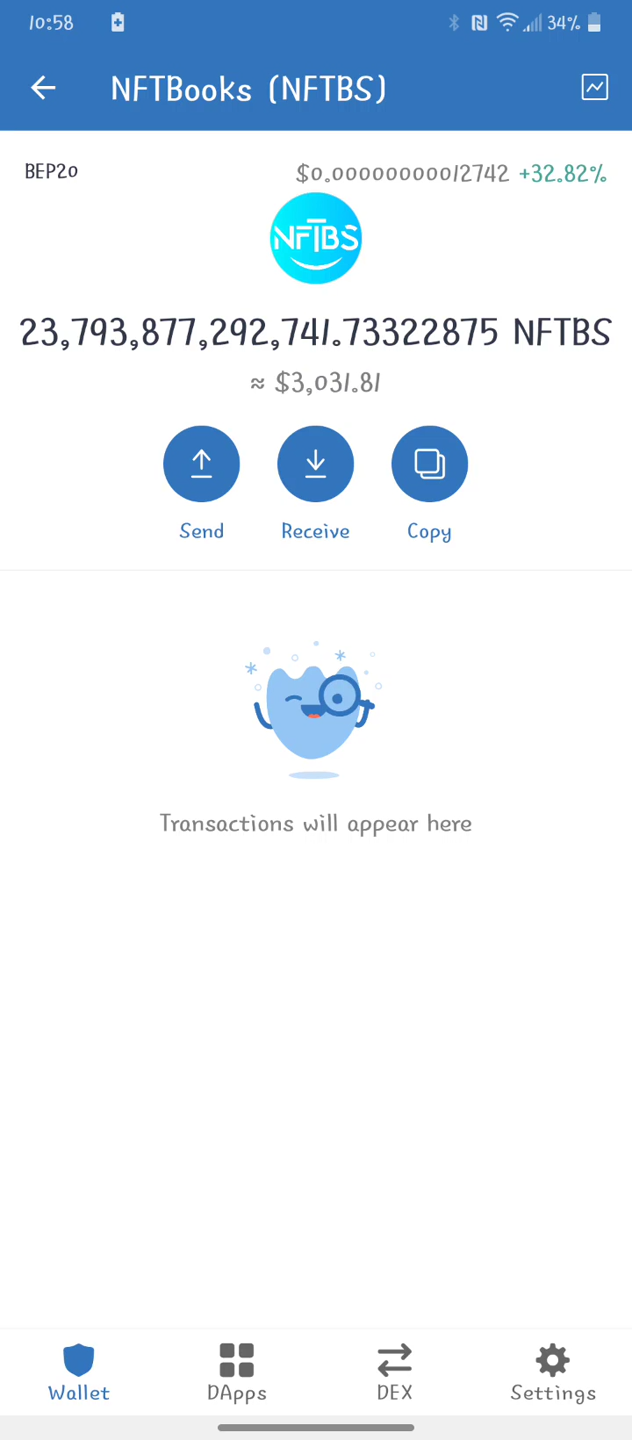 10:58
34%
NFTBooks (NFTBS)
BEP20
$0.00000000012742 +32.82%
NFTBS
23,793,877,292,741.73322875 NFTBS
≈ $3,031.81
Send
Receive
Copy
Transactions will appear here
Wallet
DApps
DEX
Settings